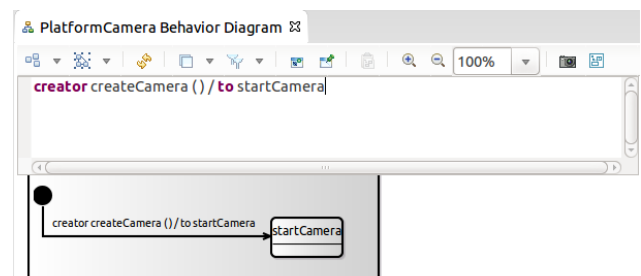 PlatformCamera Behavior Diagram
100%
creator createCamera () / to startCamera
creator createCamera () / to startCamera
startCamera